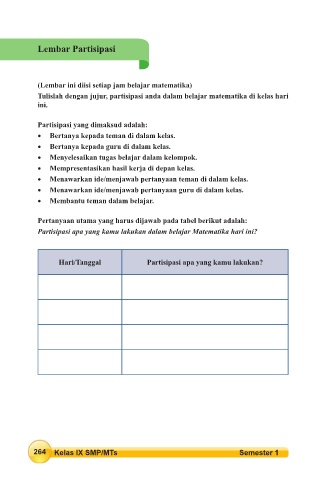 Lembar Partisipasi
(Lembar ini diisi setiap jam belajar matematika)
Tulislah dengan jujur, partisipasi anda dalam belajar matematika di kelas hari
ini.
Partisipasi yang dimaksud adalah:
• Bertanya kepada teman di dalam kelas.
• Bertanya kepada guru di dalam kelas.
• Menyelesaikan tugas belajar dalam kelompok.
• Mempresentasikan hasil kerja di depan kelas.
• Menawarkan ide/menjawab pertanyaan teman di dalam kelas.
• Menawarkan ide/menjawab pertanyaan guru di dalam kelas.
• Membantu teman dalam belajar.
Pertanyaan utama yang harus dijawab pada tabel berikut adalah:
Partisipasi apa yang kamu lakukan dalam belajar Matematika hari ini?
Hari/Tanggal Partisipasi apa yang kamu lakukan?
264 Kelas IX SMP/MTs Semester 1